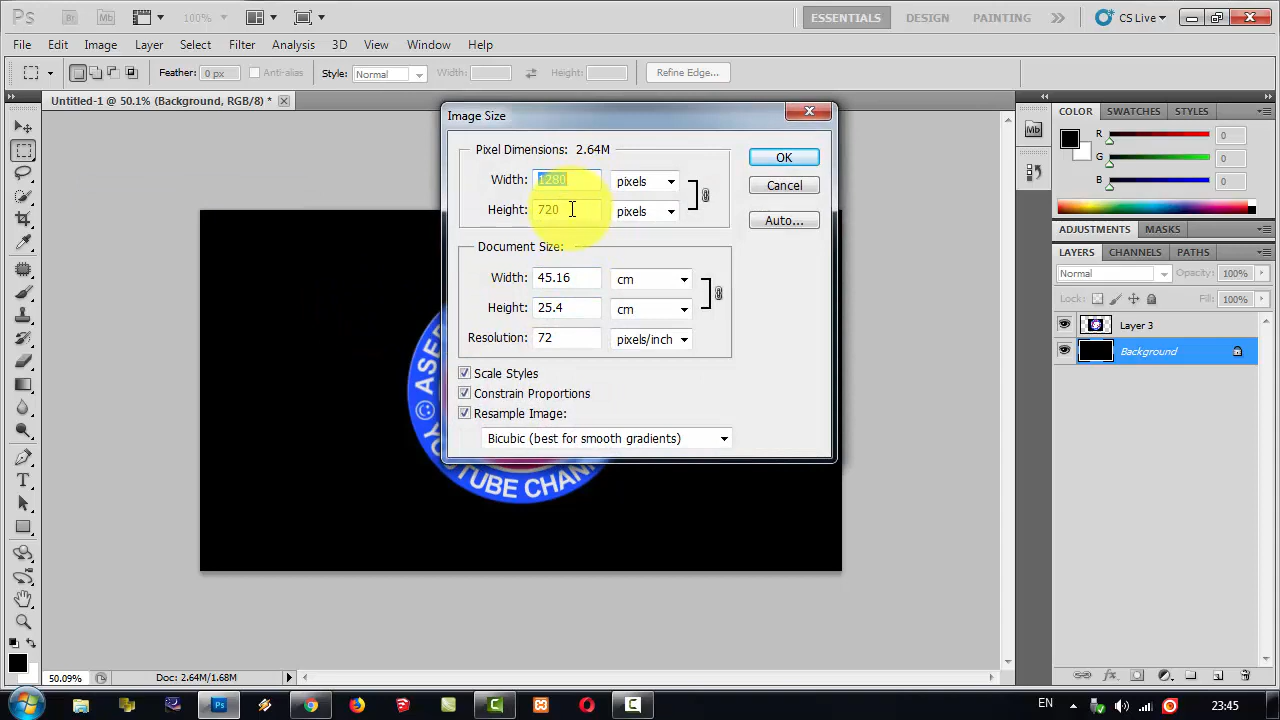 Ps Br Mb 100% ESSENTIALS DESIGN PAINTING CS Live
File Edit Image Layer Select Filter Analysis 3D View Window Help
Feather: 0 px Anti-alias Style: Normal Width: Height: Refine Edge...
Untitled-1 @ 50.1% (Background, RGB/8) *
Image Size
Pixel Dimensions: 2.64M
Width: 1280 pixels
Height: 720 pixels
Document Size:
Width: 45.16 cm
Height: 25.4 cm
Resolution: 72 pixels/inch
Scale Styles
Constrain Proportions
Resample Image:
Bicubic (best for smooth gradients)
OK
Cancel
Auto...
YOUTUBE CHAN
Mb
COLOR SWATCHES STYLES
R 0
G 0
B 0
ADJUSTMENTS MASKS
LAYERS CHANNELS PATHS
Normal Opacity: 100%
Lock: Fill: 100%
Layer 3
Background
50.09% Doc: 2.64M/1.68M
Ps EN 23:45